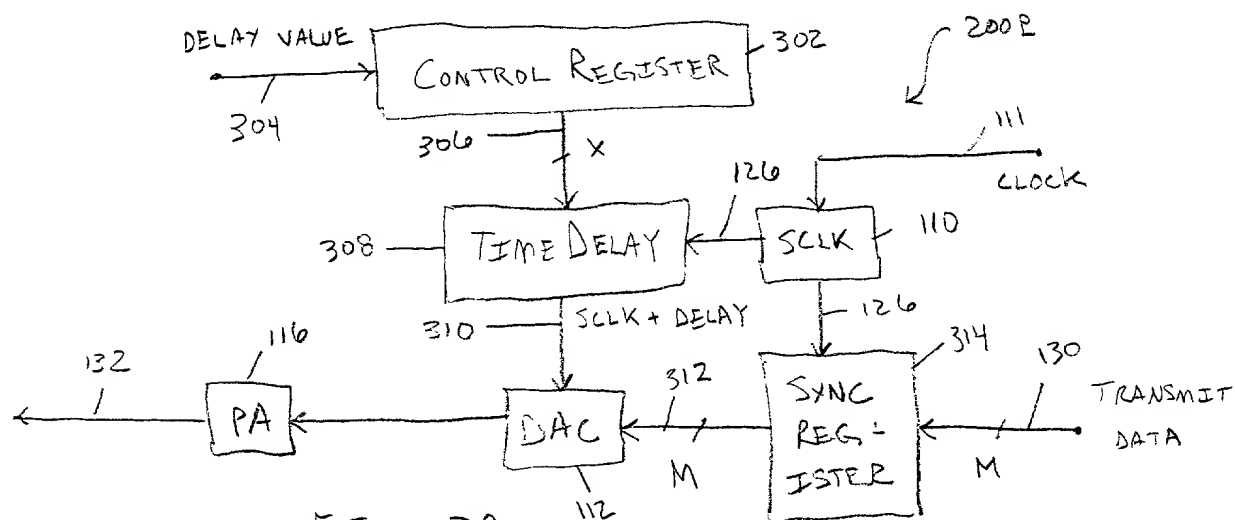 DELAY VALUE
CONTROL REGISTER
302
200B
304
306
X
111
CLOCK
126
308
TIME DELAY
SCLK
110
310
SCLK + DELAY
126
314
132
116
PA
DAC
312
M
SYNC
REG-
ISTER
130
M
TRANSMIT
DATA
112